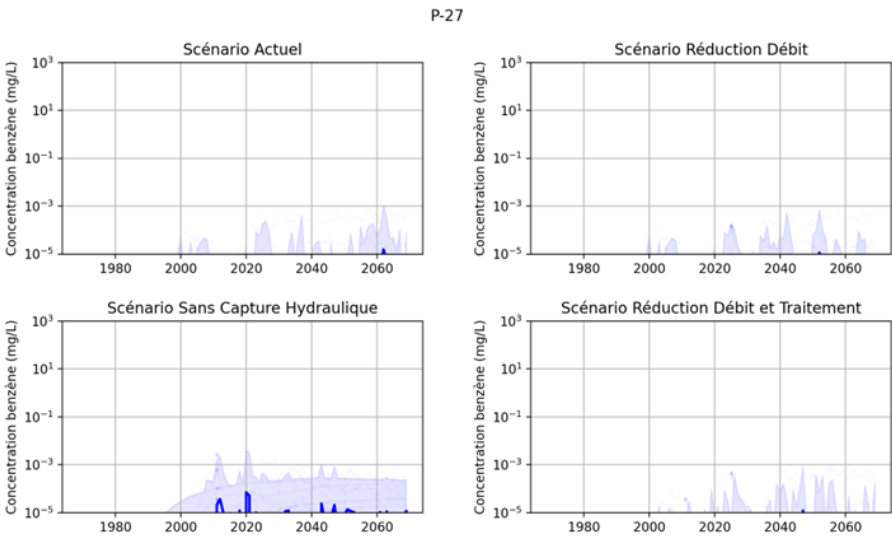 P-27
Scénario Actuel
Concentration benzène (mg/L)
10³
10¹
10⁻¹
10⁻³
10⁻⁵
1980 2000 2020 2040 2060
Scénario Réduction Débit
Concentration benzène (mg/L)
10³
10¹
10⁻¹
10⁻³
10⁻⁵
1980 2000 2020 2040 2060
Scénario Sans Capture Hydraulique
Concentration benzène (mg/L)
10³
10¹
10⁻¹
10⁻³
10⁻⁵
1980 2000 2020 2040 2060
Scénario Réduction Débit et Traitement
Concentration benzène (mg/L)
10³
10¹
10⁻¹
10⁻³
10⁻⁵
1980 2000 2020 2040 2060